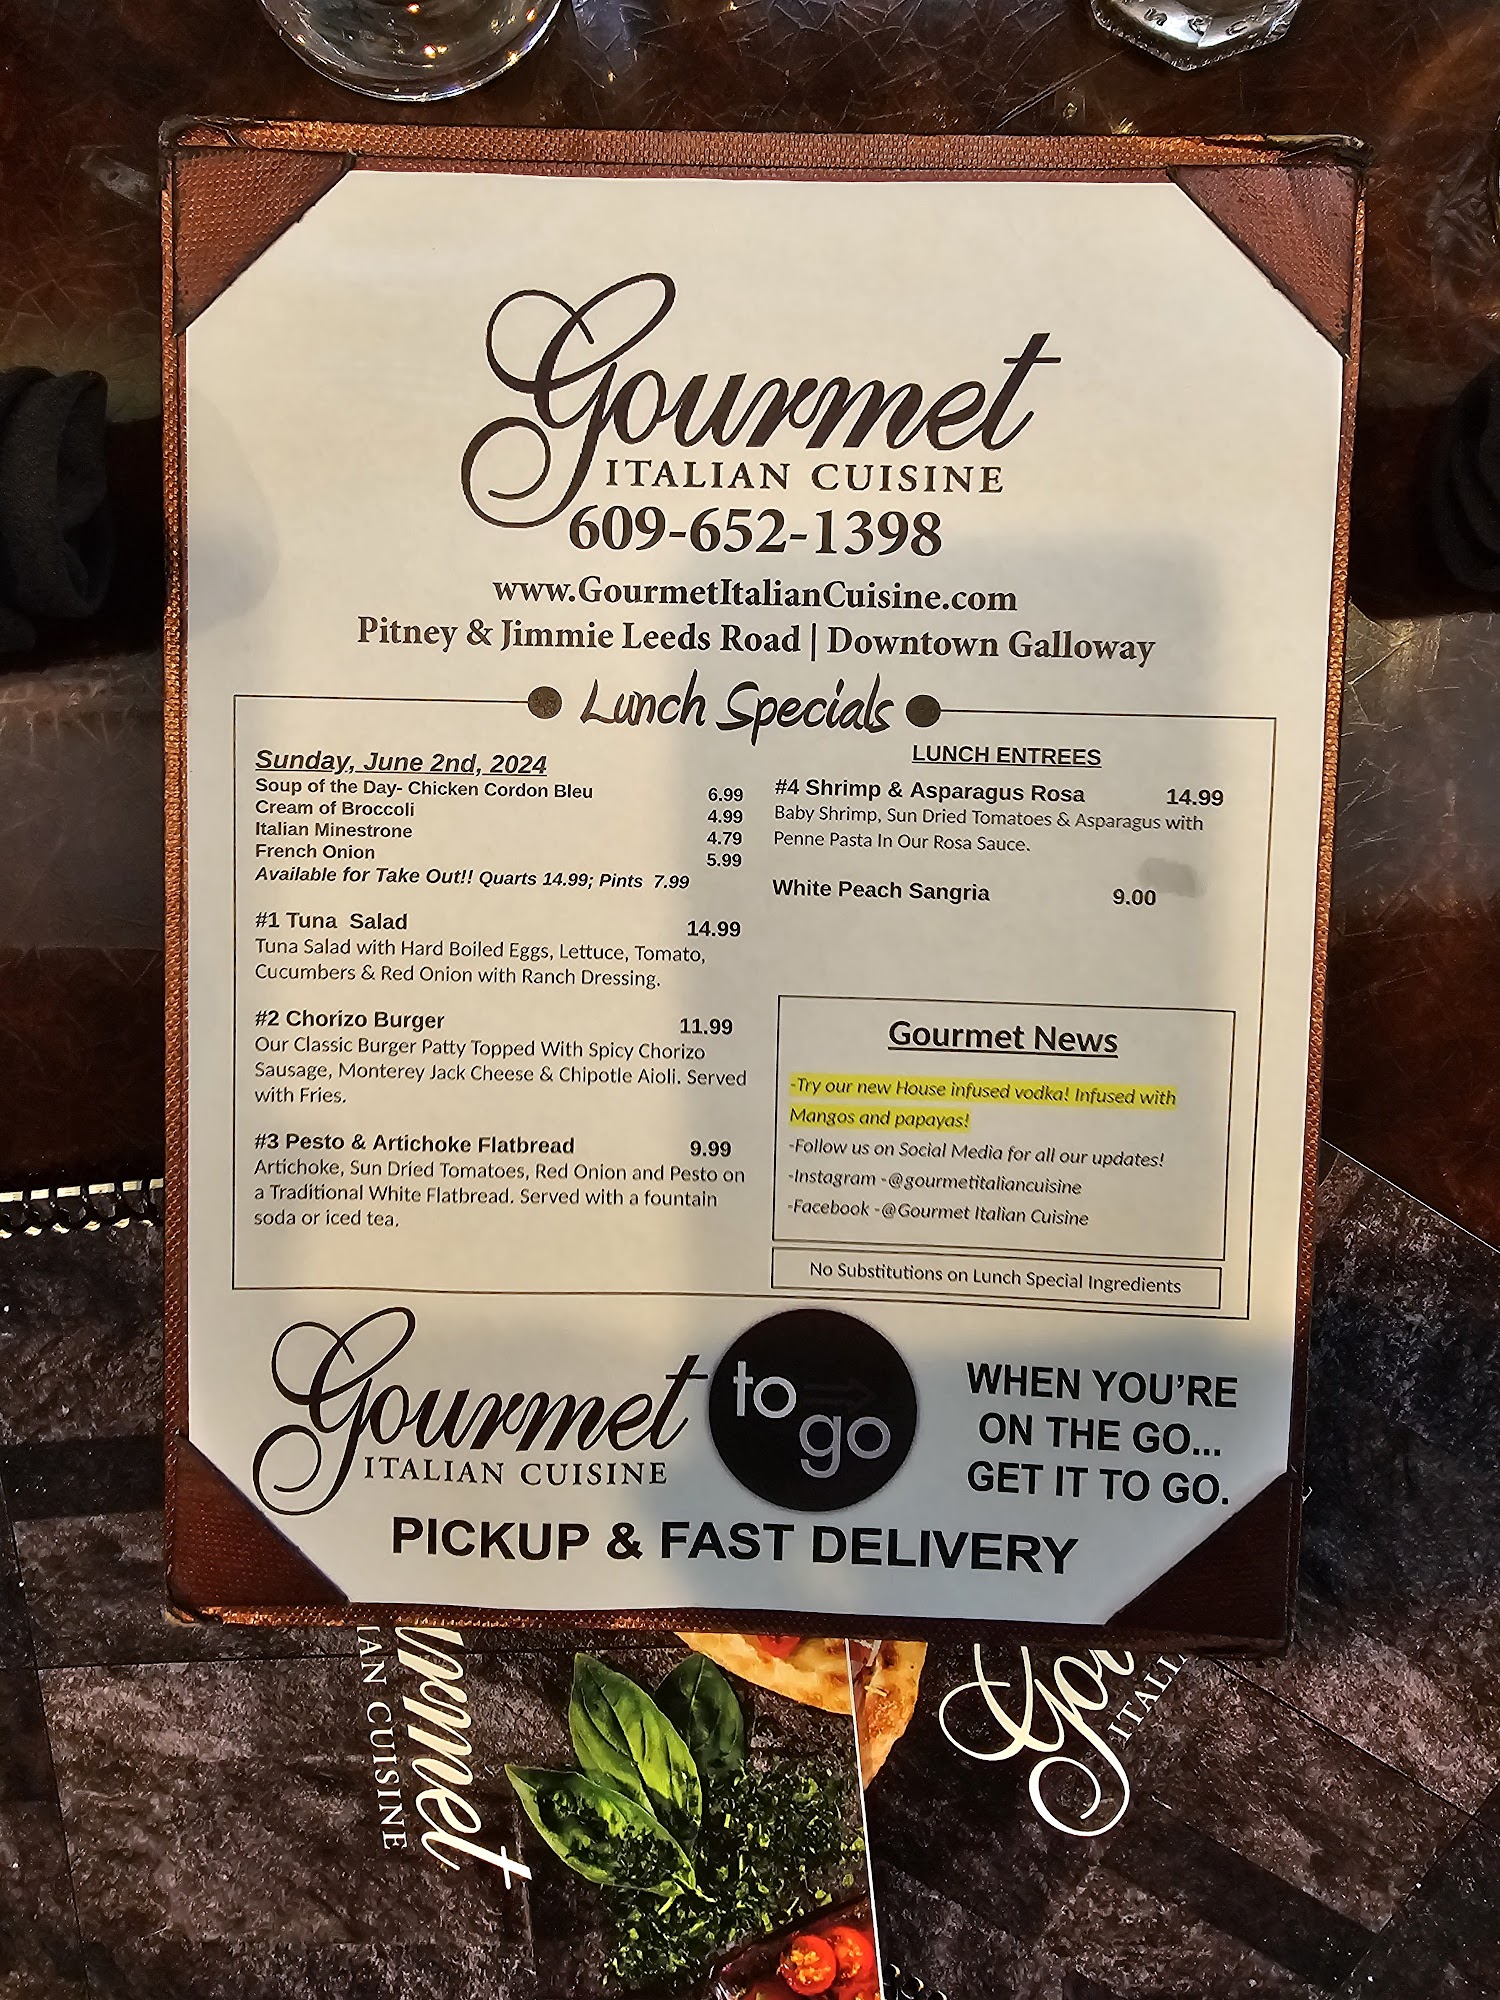 Gourmet
ITALIAN CUISINE
609-652-1398
www.GourmetItalianCuisine.com
Pitney & Jimmie Leeds Road | Downtown Galloway
Lunch Specials
Sunday, June 2nd, 2024
Soup of the Day- Chicken Cordon Bleu 6.99
Cream of Broccoli 4.99
Italian Minestrone 4.79
French Onion 5.99
Available for Take Out!! Quarts 14.99; Pints 7.99
#1 Tuna Salad 14.99
Tuna Salad with Hard Boiled Eggs, Lettuce, Tomato,
Cucumbers & Red Onion with Ranch Dressing.
#2 Chorizo Burger 11.99
Our Classic Burger Patty Topped With Spicy Chorizo
Sausage, Monterey Jack Cheese & Chipotle Aioli. Served
with Fries.
#3 Pesto & Artichoke Flatbread 9.99
Artichoke, Sun Dried Tomatoes, Red Onion and Pesto on
a Traditional White Flatbread. Served with a fountain
soda or iced tea.
LUNCH ENTREES
#4 Shrimp & Asparagus Rosa 14.99
Baby Shrimp, Sun Dried Tomatoes & Asparagus with
Penne Pasta In Our Rosa Sauce.
White Peach Sangria 9.00
Gourmet News
-Try our new House infused vodka! Infused with
Mangos and papayas!
-Follow us on Social Media for all our updates!
-Instagram -@gourmetitaliancuisine
-Facebook -@Gourmet Italian Cuisine
No Substitutions on Lunch Special Ingredients
Gourmet
ITALIAN CUISINE
to go
WHEN YOU'RE
ON THE GO...
GET IT TO GO.
PICKUP & FAST DELIVERY
urmet
IAN CUISINE
Gou
ITALI